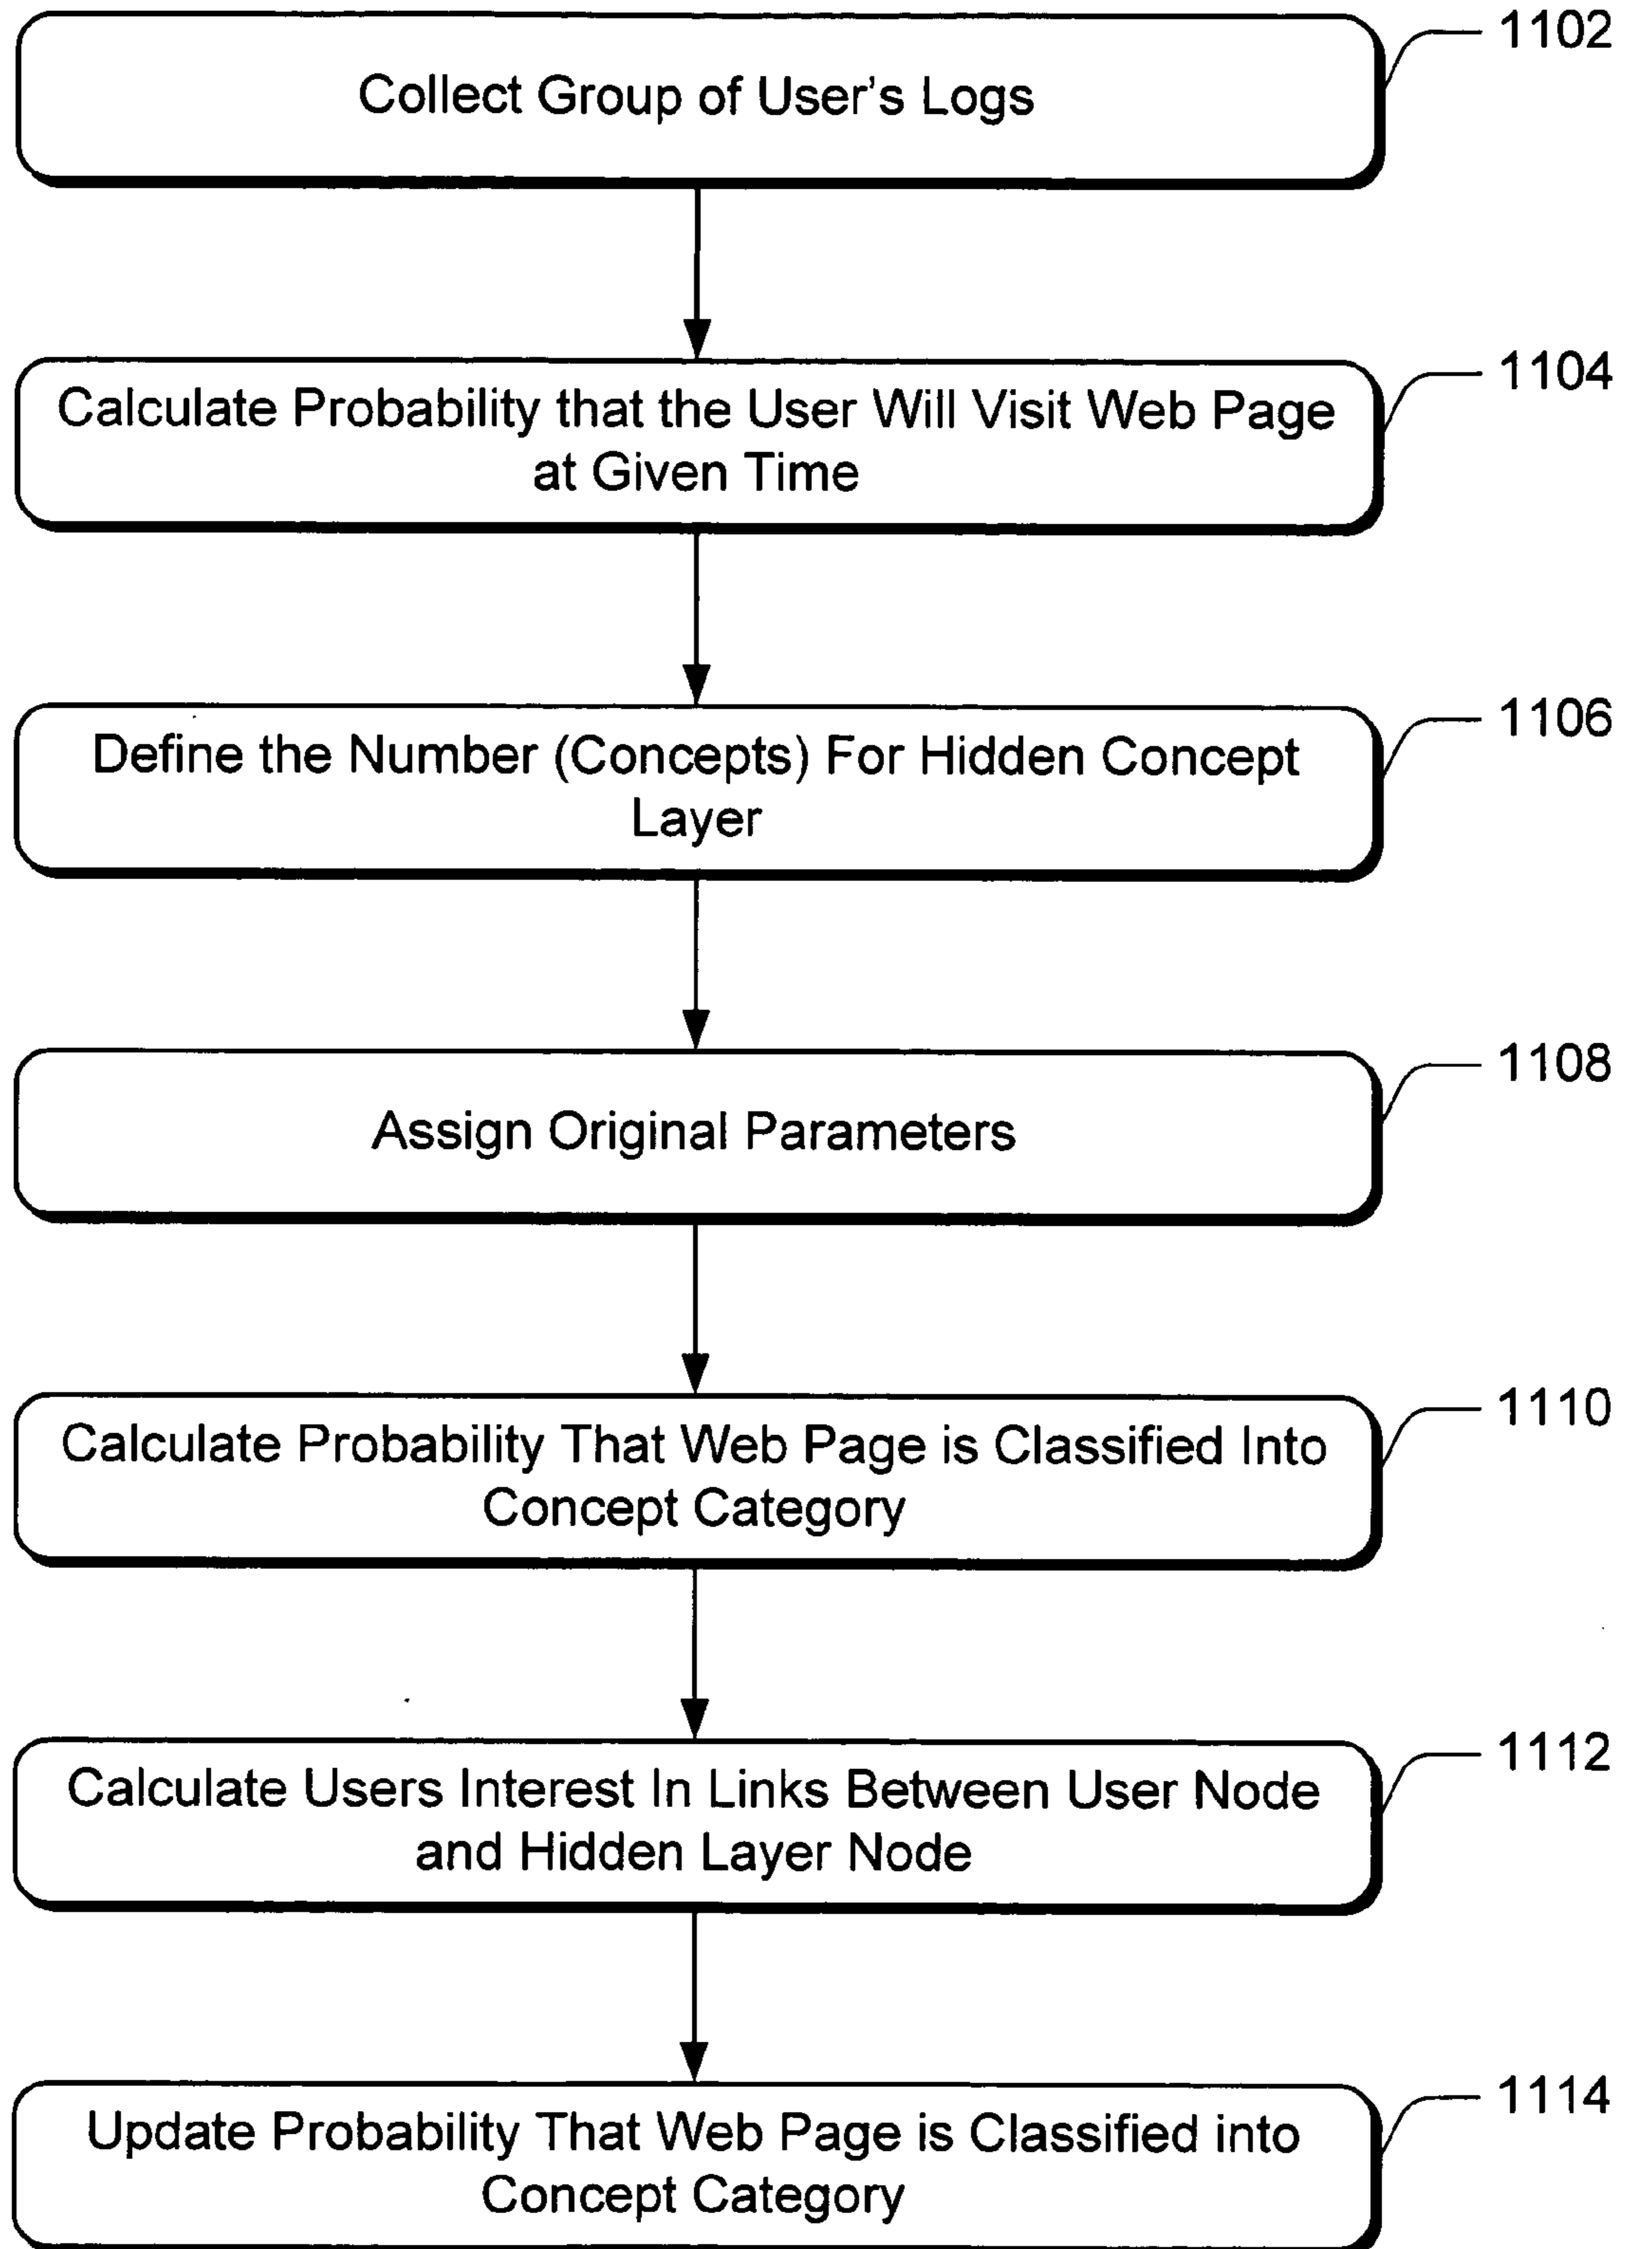 1102
Collect Group of User's Logs
1104
Calculate Probability that the User Will Visit Web Page
at Given Time
1106
Define the Number (Concepts) For Hidden Concept
Layer
1108
Assign Original Parameters
1110
Calculate Probability That Web Page is Classified Into
Concept Category
1112
Calculate Users Interest In Links Between User Node
and Hidden Layer Node
1114
Update Probability That Web Page is Classified into
Concept Category